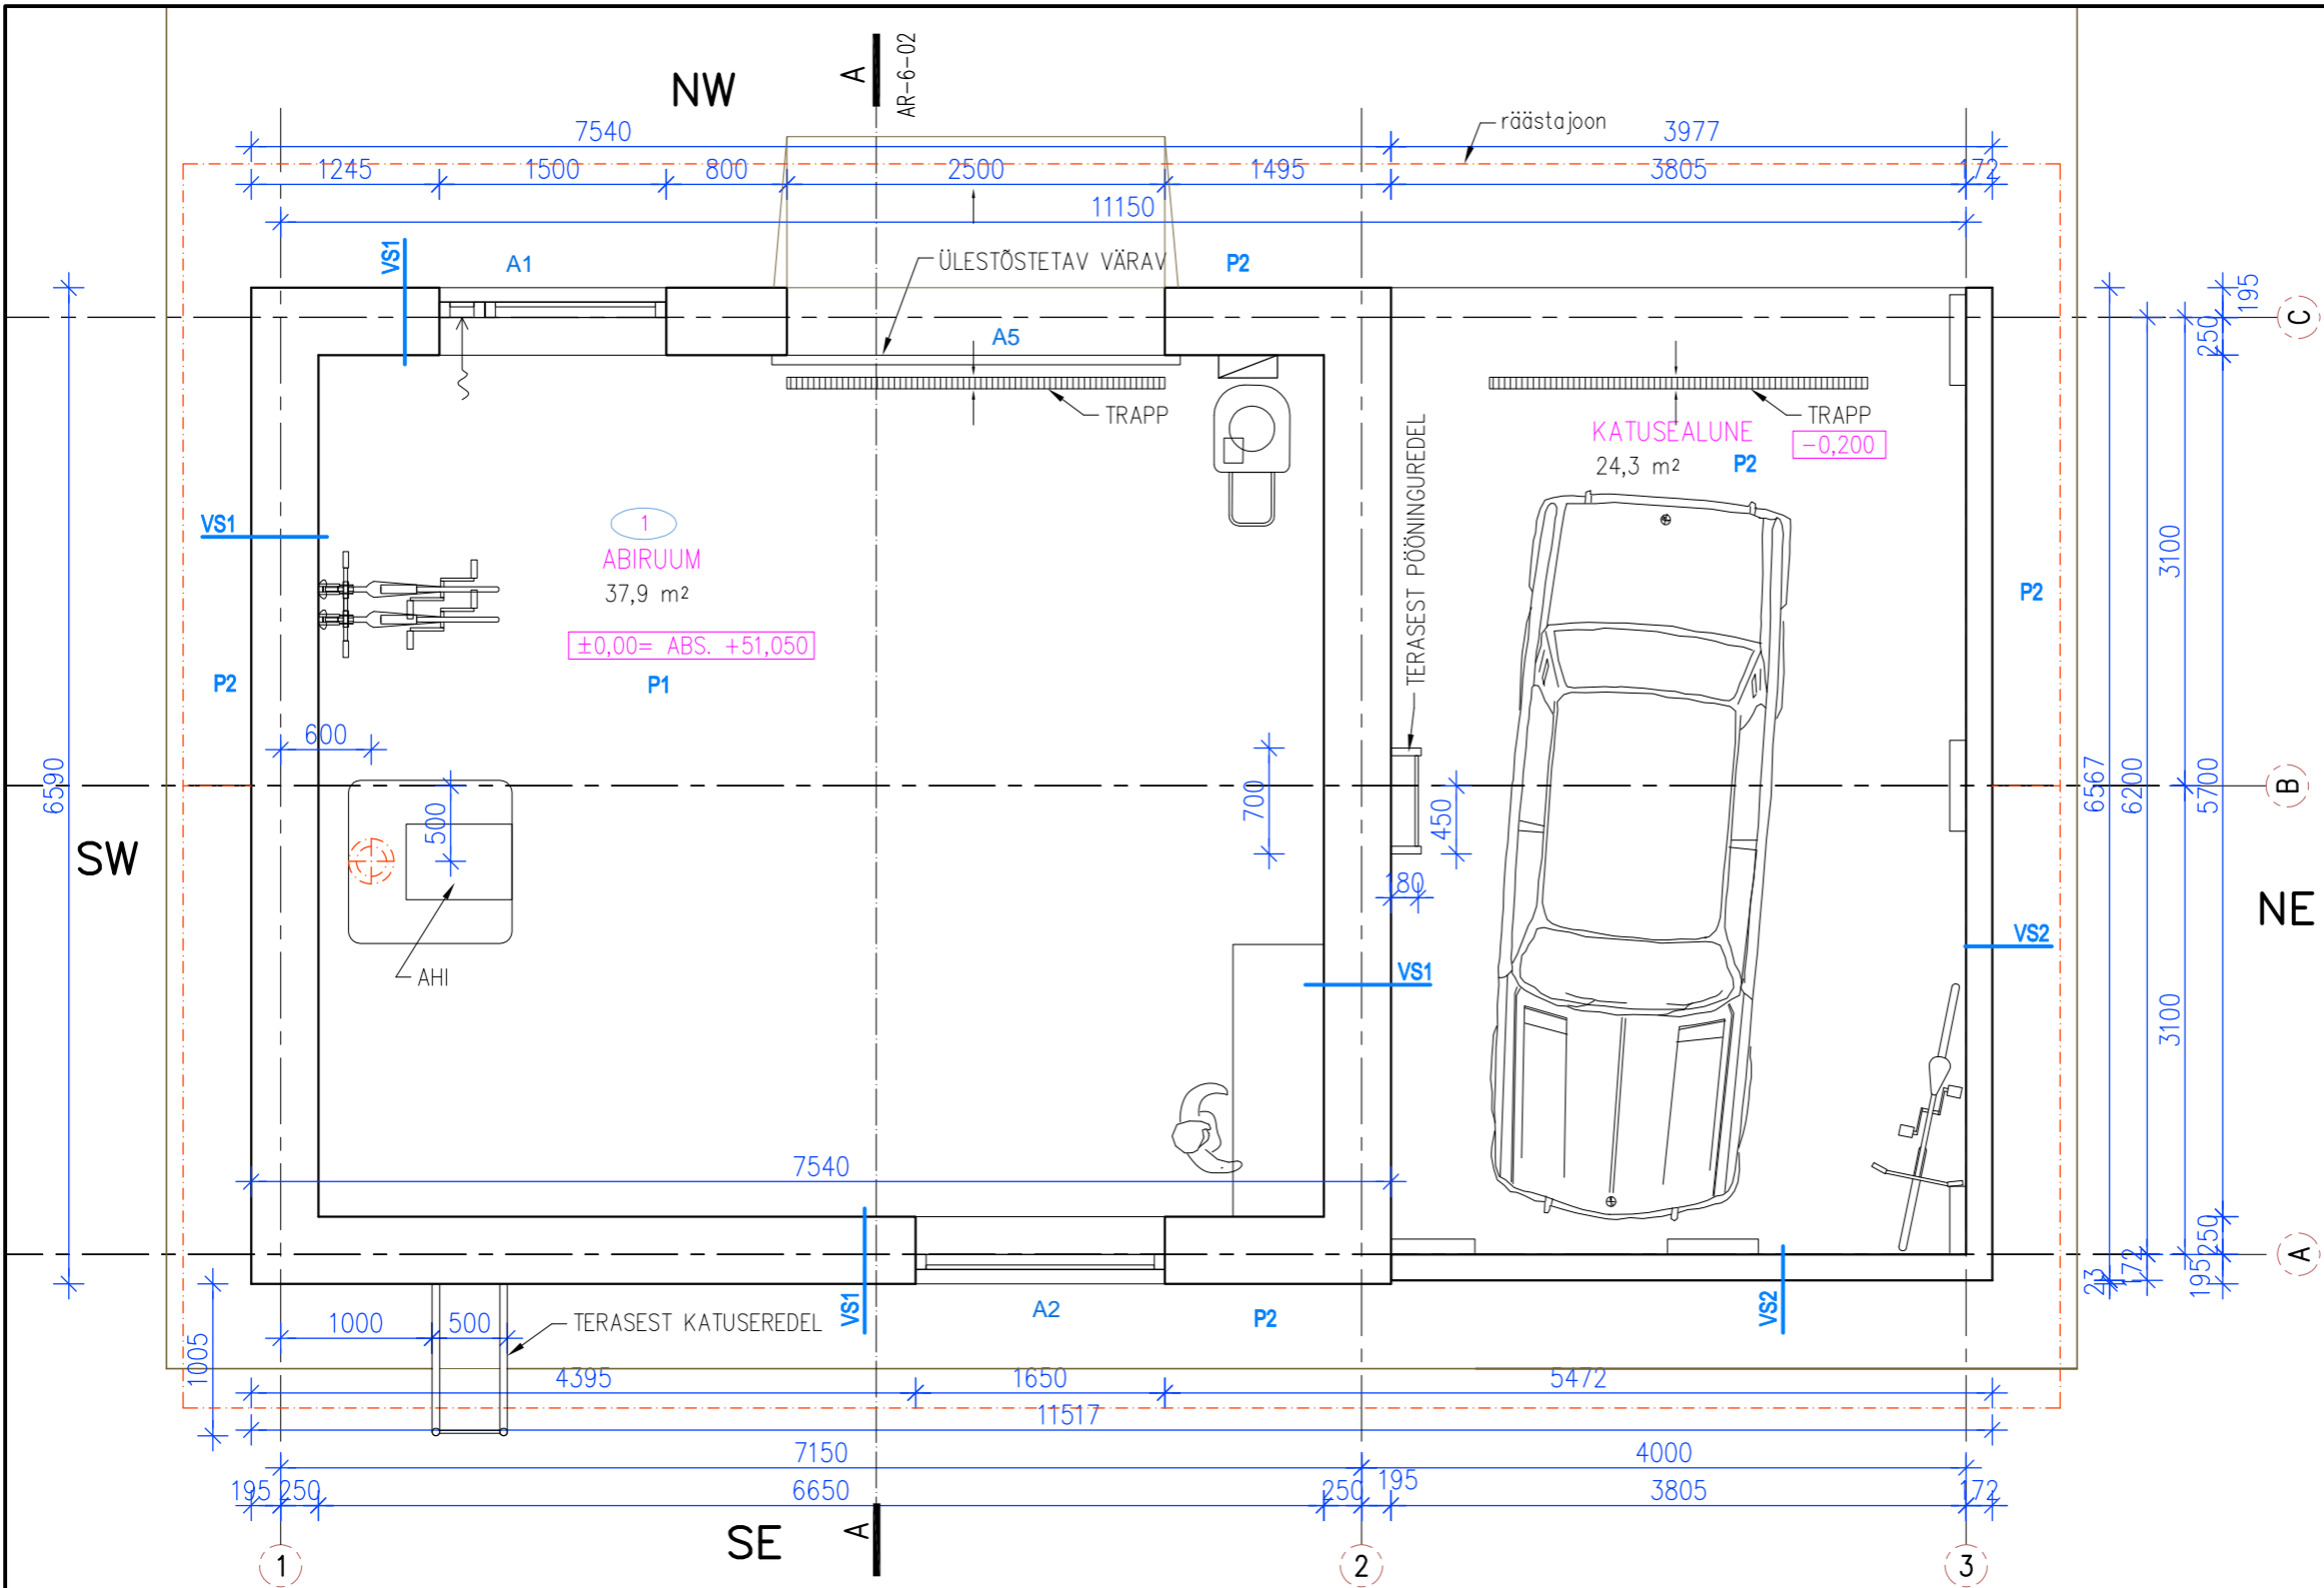 NW
A
AR-6-02
7540
räästajoon
3977
1245
1500
800
2500
1495
3805
172
11150
VS1
A1
ÜLESTÕSTETAV VÄRAV
P2
195
C
A5
250
TRAPP
TRAPP
KATUSEALUNE
-0,200
24,3 m²
P2
TERASEST PÖÖNINGUREDEL
VS1
1
ABIRUUM
37,9 m²
±0,00= ABS. +51,050
P1
P2
3100
P2
600
6590
500
700
450
6567
6200
5700
B
SW
180
NE
AHI
VS1
VS2
3100
7540
250
A
VS1
A2
P2
VS2
23
172
195
1000
500
TERASEST KATUSEREDEL
1005
4395
1650
5472
11517
7150
4000
195
250
6650
250
195
3805
172
SE
A
1
2
3